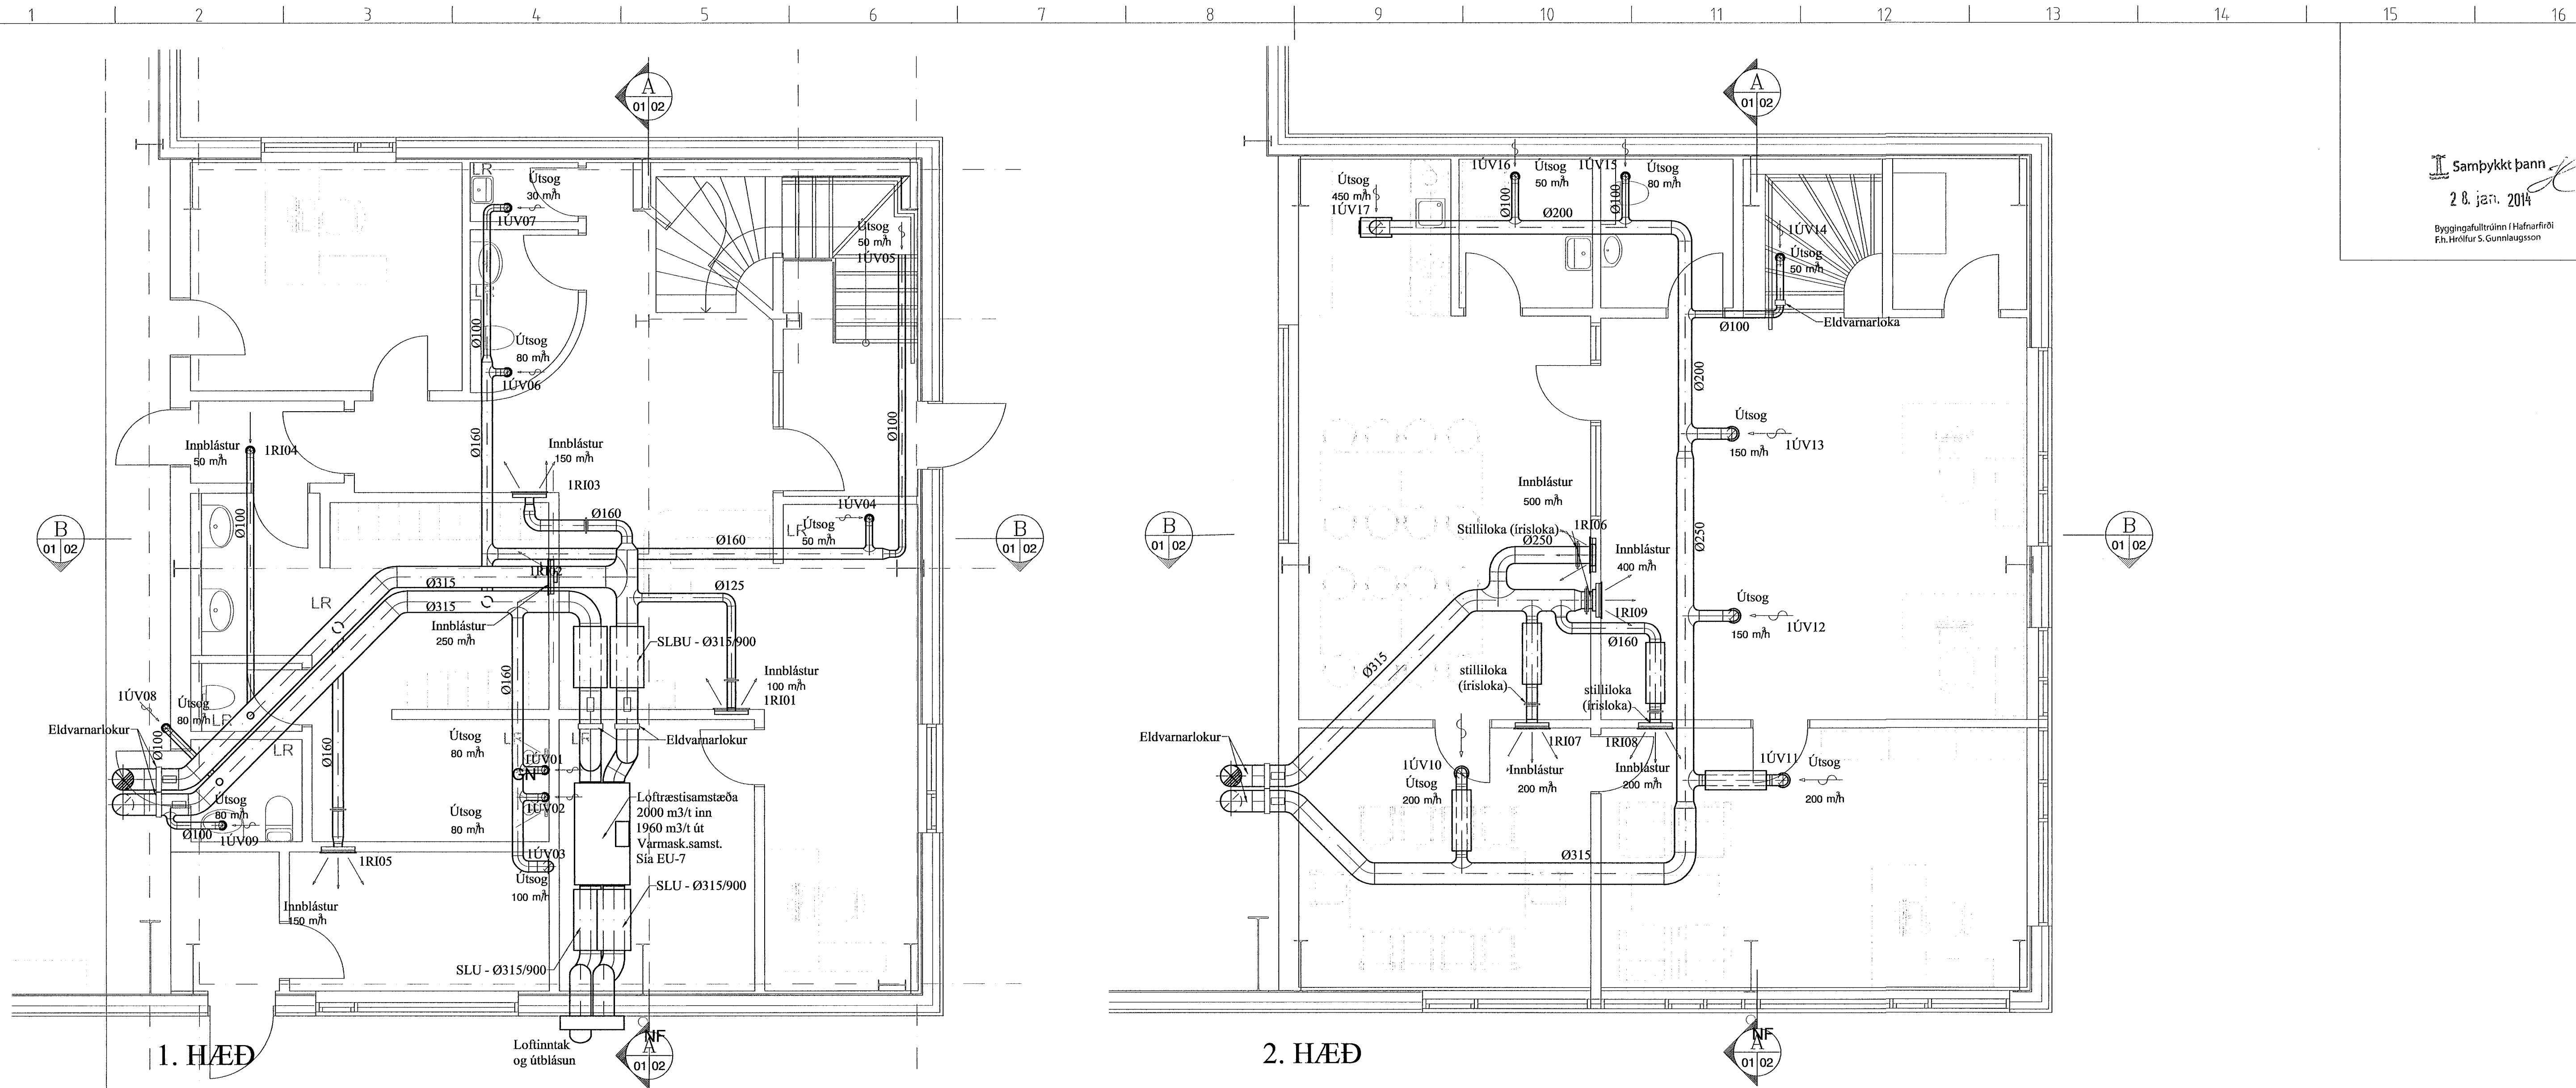 1 2 3 4 5 6 7 8 9 10 11 12 13 14 15 16
A
01 02
LR
Útsog
30 m³/h
1ÚV07
Útsog
50 m³/h
1ÚV05
Ø100
Útsog
80 m³/h
1ÚV06
Ø160
Ø100
Innblástur
50 m³/h
1RI04
Innblástur
150 m³/h
1RI03
Ø100
Ø160
1ÚV04
LR
Útsog
50 m³/h
Ø160
B
01 02
B
01 02
1RI02
Ø315
Ø315
Ø125
LR
Innblástur
250 m³/h
SLBU - Ø315/900
Ø160
Innblástur
100 m³/h
1RI01
1ÚV08
Útsog
80 m³/h
LR
Eldvarnarlokur
Ø100
LR
Ø160
Útsog
80 m³/h
LR
LR
Eldvarnarlokur
1ÚV01
GN
1ÚV02
Útsog
80 m³/h
Útsog
80 m³/h
Ø100
1ÚV09
1RI05
Loftræstisamstæða
2000 m3/t inn
1960 m3/t út
Varmask.samst.
Sía EU-7
1ÚV03
Útsog
100 m³/h
SLU - Ø315/900
Innblástur
150 m³/h
SLU - Ø315/900
Loftinntak
og útblásun
NF
A
01 02
1. HÆÐ
A
01 02
Útsog
450 m³/h
1ÚV17
1ÚV16
Útsog
50 m³/h
1ÚV15
Útsog
80 m³/h
Ø100
Ø100
Ø200
1ÚV14
Útsog
50 m³/h
Ø100
Eldvarnarloka
Ø200
Útsog
1ÚV13
150 m³/h
Innblástur
500 m³/h
Stilliloka (írisloka)
1RI06
Ø250
Ø250
Innblástur
400 m³/h
B
01 02
B
01 02
1RI09
Ø160
Útsog
1ÚV12
150 m³/h
Ø315
stilliloka
(írisloka)
stilliloka
(írisloka)
Eldvarnarlokur
1RI07
1RI08
1ÚV10
Útsog
200 m³/h
Innblástur
200 m³/h
Innblástur
200 m³/h
1ÚV11
Útsog
200 m³/h
Ø315
NF
A
01 02
2. HÆÐ
Samþykkt þann
28. jan. 2014
Byggingafulltrúinn í Hafnarfirði
F.h. Hrólfur S. Gunnlaugsson